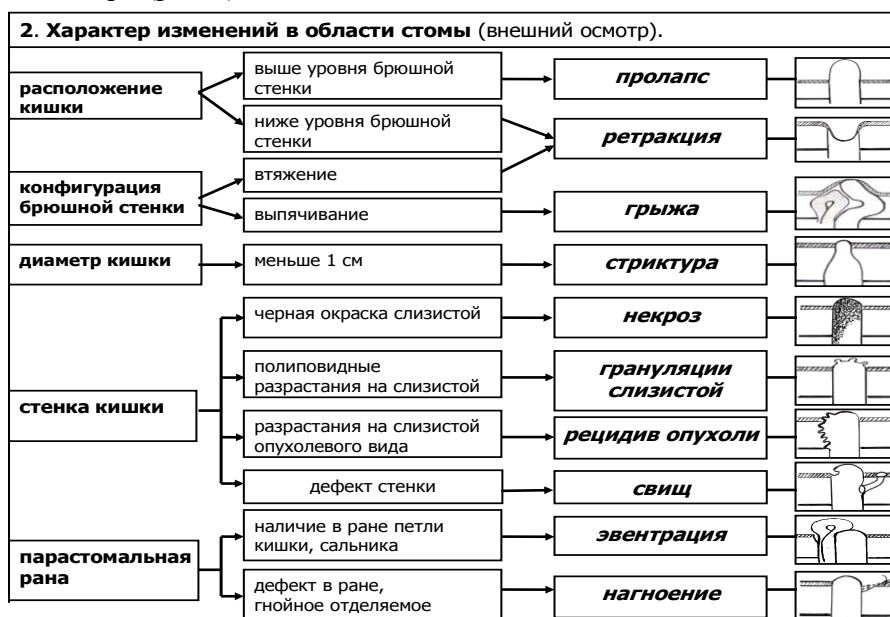 2. Характер изменений в области стомы (внешний осмотр).
расположение
кишки
выше уровня брюшной
стенки
пролапс
ниже уровня брюшной
стенки
ретракция
конфигурация
брюшной стенки
втяжение
выпячивание
грыжа
диаметр кишки
меньше 1 см
стриктура
стенка кишки
черная окраска слизистой
некроз
полиповидные
разрастания на слизистой
грануляции
слизистой
разрастания на слизистой
опухолевого вида
рецидив опухоли
дефект стенки
свищ
парастомальная
рана
наличие в ране петли
кишки, сальника
эвентрация
дефект в ране,
гнойное отделяемое
нагноение